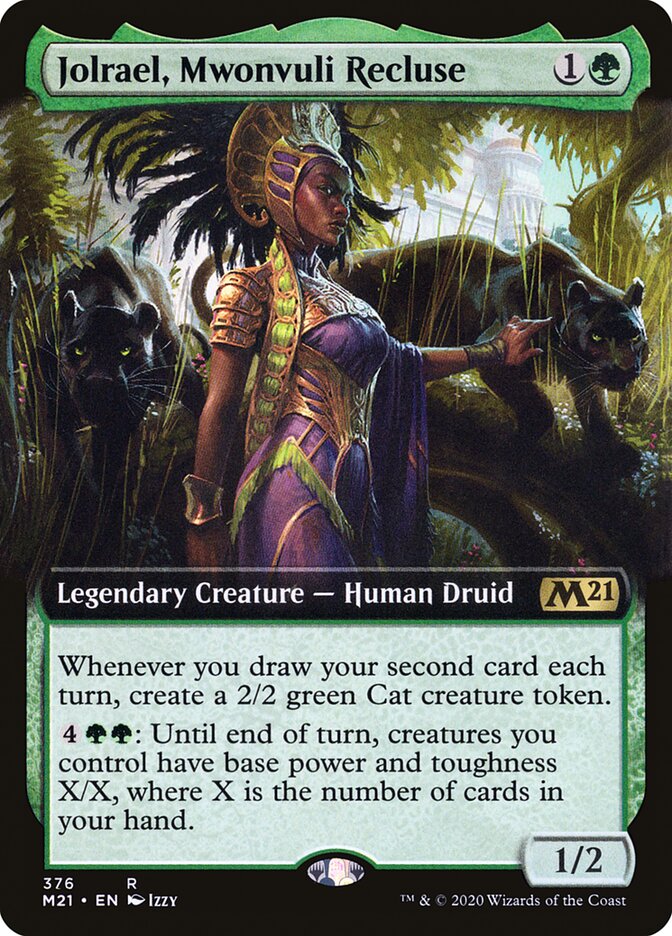 Jolrael, Mwonvuli Recluse 1
Legendary Creature — Human Druid M21
Whenever you draw your second card each
turn, create a 2/2 green Cat creature token.
4 : Until end of turn, creatures you
control have base power and toughness
X/X, where X is the number of cards in
your hand.
1/2
376 R
M21 • EN Izzy
™ & © 2020 Wizards of the Coast